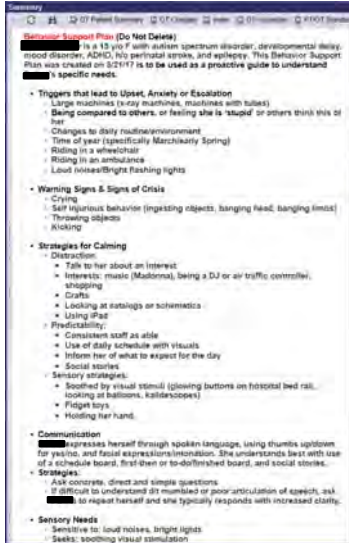 Summary
Behavior Support Plan (Do Not Delete)
is a 15 y/o F with autism spectrum disorder, developmental delay,
mood disorder, ADHD, h/o perinatal stroke, and epilepsy. This Behavior Support
Plan was created on 3/21/17 is to be used as a proactive guide to understand
's specific needs.
• Triggers that lead to Upset, Anxiety or Escalation
Large machines (x-ray machines, machines with tubes)
Being compared to others, or feeling she is 'stupid' or others think this of
her
Changes to daily routine/environment
Time of year (specifically March/early Spring)
Riding in a wheelchair
Riding in an ambulance
Loud noises/Bright flashing lights
• Warning Signs & Signs of Crisis
Crying
Self injurious behavior (ingesting objects, banging head, banging limbs)
Throwing objects
Kicking
• Strategies for Calming
Distraction:
Talk to her about an interest
Interests: music (Madonna), being a DJ or air traffic controller,
shopping
Crafts
Looking at catalogs or schematics
Using iPad
Predictability:
Consistent staff as able
Use of daily schedule with visuals
Inform her of what to expect for the day
Social stories
Sensory strategies:
Soothed by visual stimuli (glowing buttons on hospital bed rail,
looking at balloons, kalidescopes)
Fidget toys
Holding her hand.
• Communication
expresses herself through spoken language, using thumbs up/down
for yes/no, and facial expressions/intonation. She understands best with use
of a schedule board, first-then or to-do/finished board, and social stories.
• Strategies:
Ask concrete, direct and simple questions
If difficult to understand d/t mumbled or poor articulation of speech, ask
to repeat herself and she typically responds with increased clarity.
• Sensory Needs
Sensitive to: loud noises, bright lights
Seeks: soothing visual stimulation